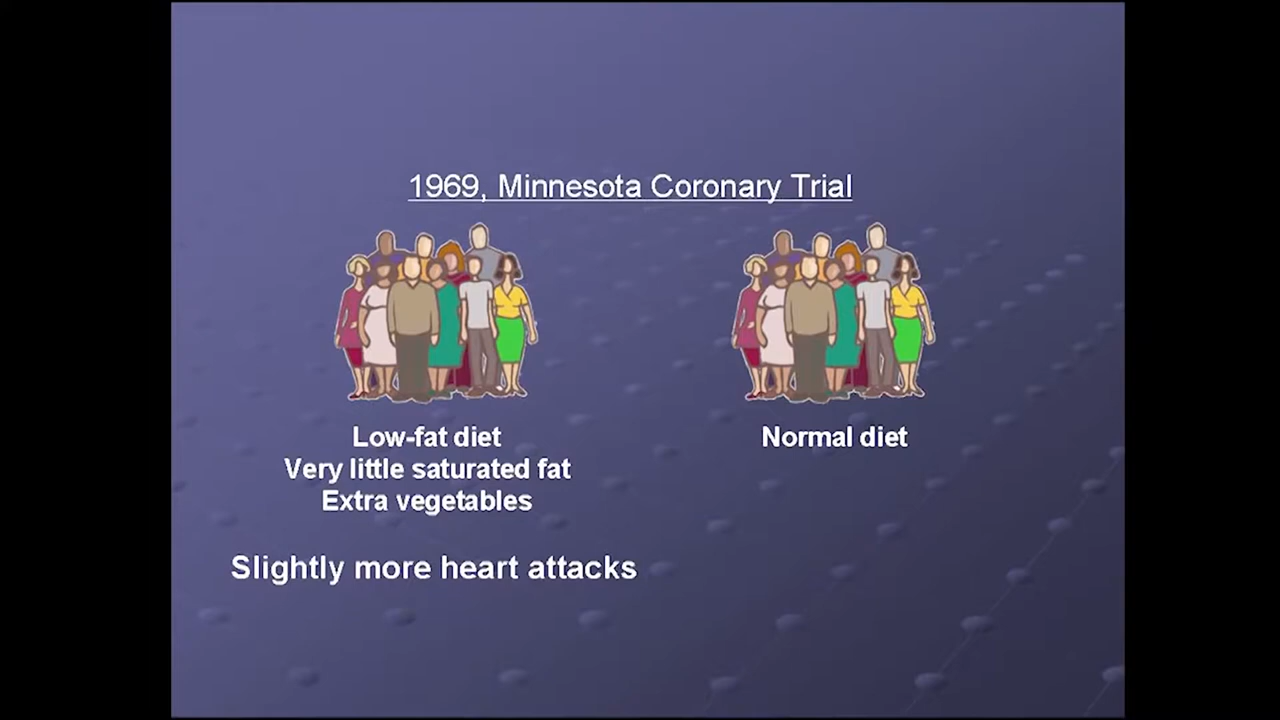 1969, Minnesota Coronary Trial
Low-fat diet
Very little saturated fat
Extra vegetables
Normal diet
Slightly more heart attacks